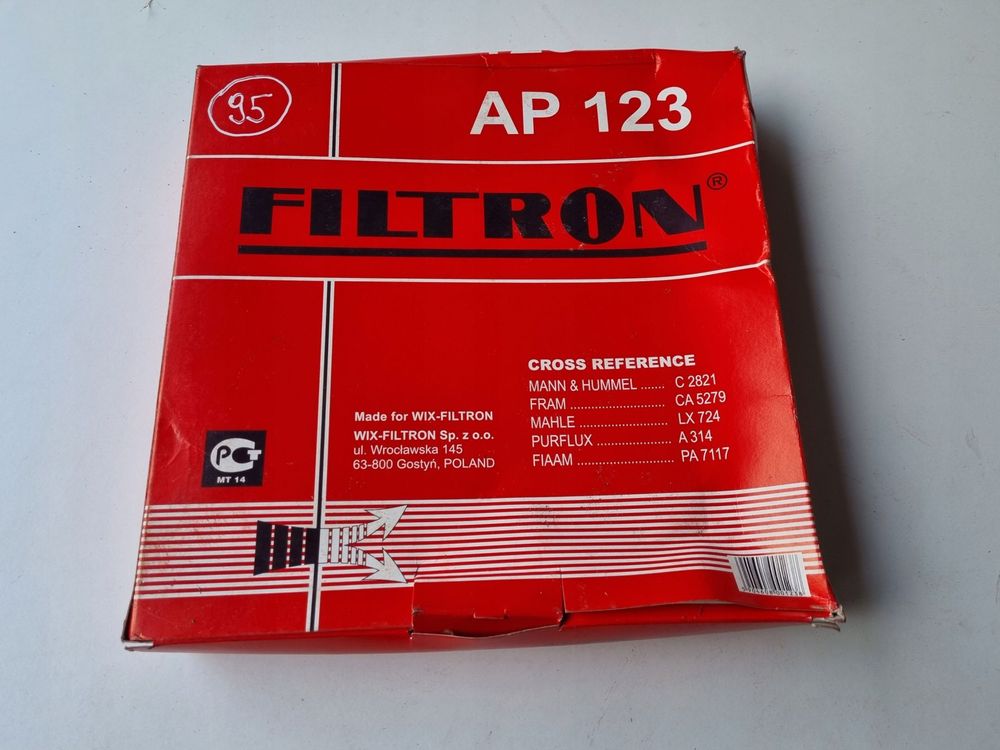 95
AP 123
FILTRON®
CROSS REFERENCE
MANN & HUMMEL ....... C 2821
FRAM ............................ CA 5279
MAHLE .......................... LX 724
PURFLUX ...................... A 314
FIAAM ............................ PA 7117
Made for WIX-FILTRON
WIX-FILTRON Sp. z o.o.
ul. Wrocławska 145
63-800 Gostyń, POLAND
РСТ
MT 14